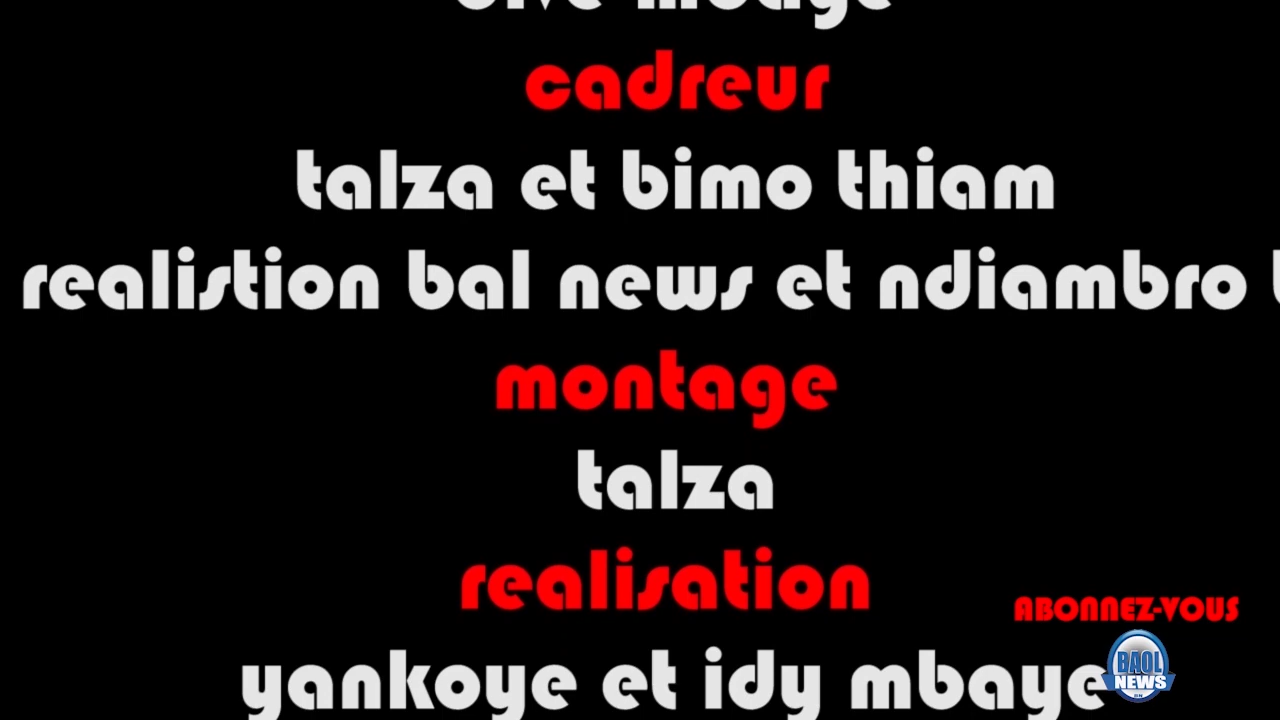 mbaye
cadreur
talza et bimo thiam
realistion bal news et ndiambro
montage
talza
realisation
ABONNEZ-VOUS
yankoye et idy mbaye
BAOL
NEWS